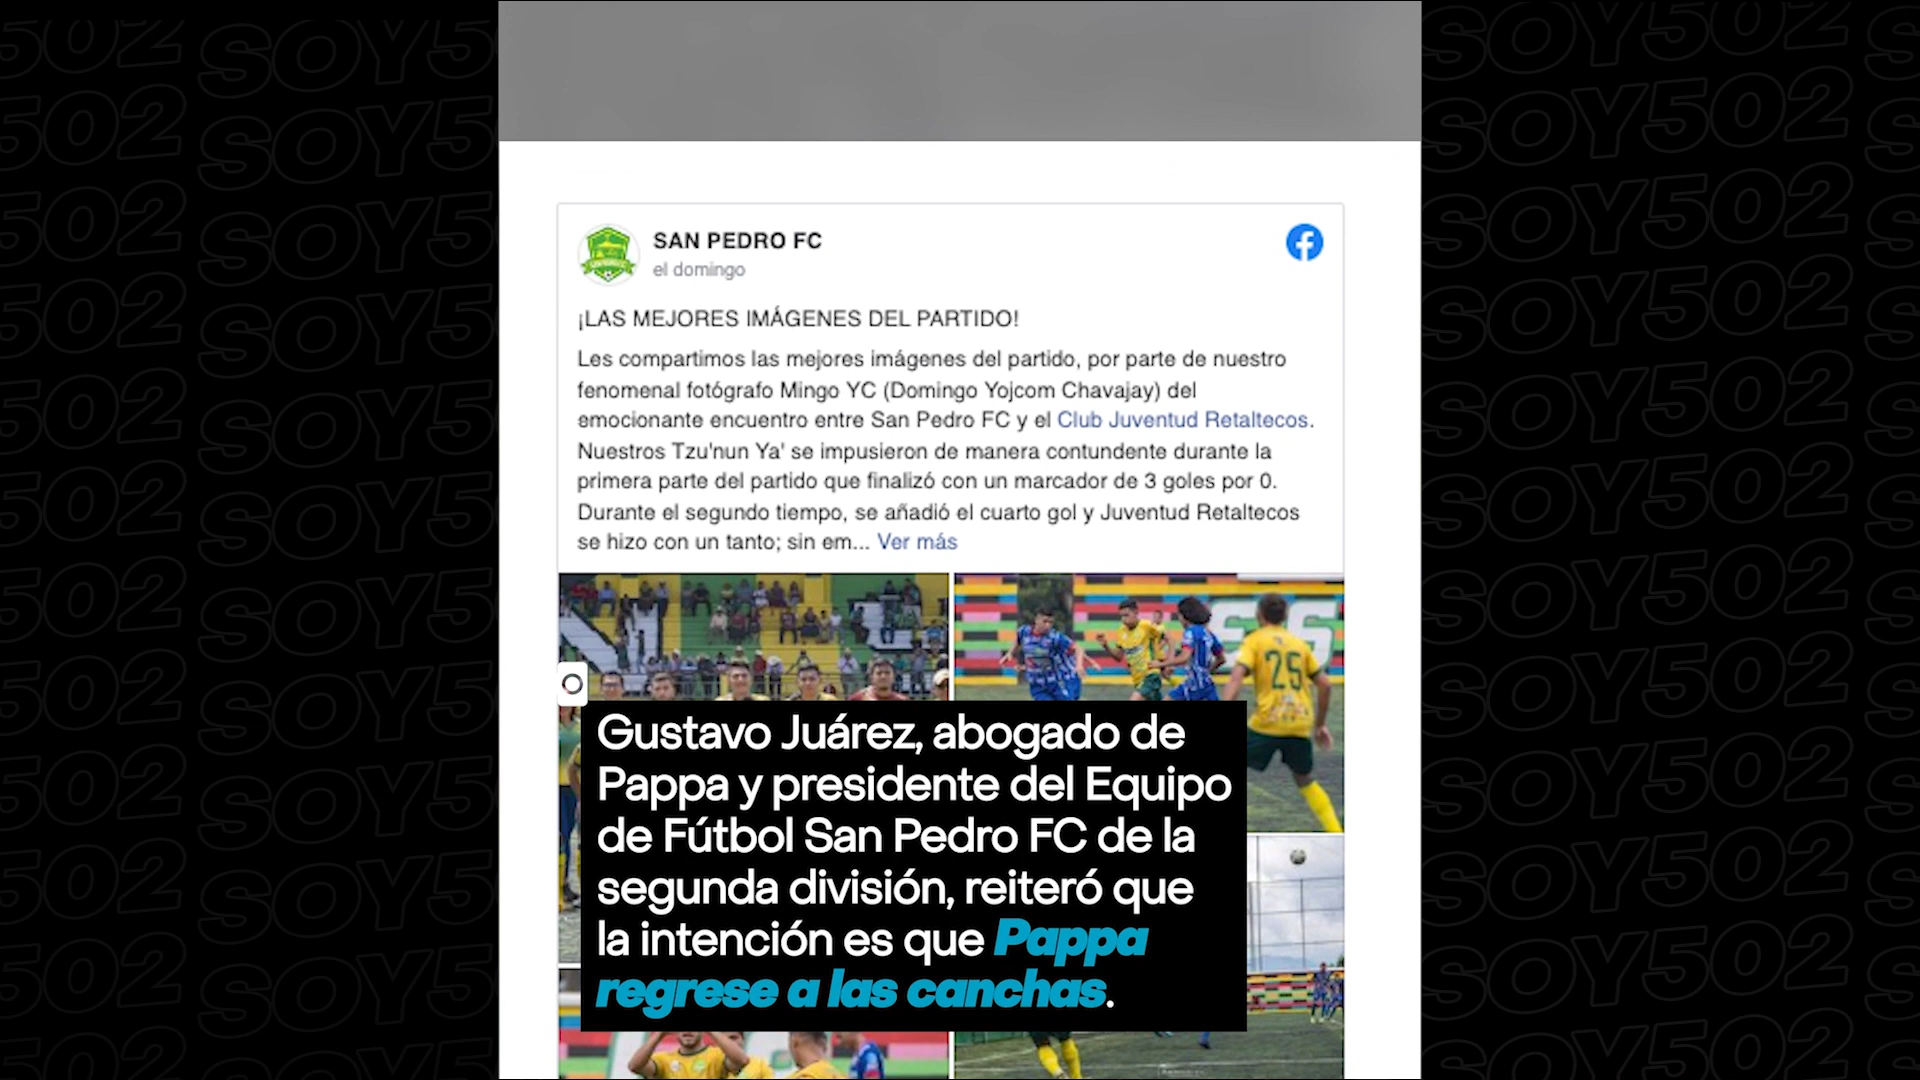 SAN PEDRO FC
el domingo
¡LAS MEJORES IMÁGENES DEL PARTIDO!
Les compartimos las mejores imágenes del partido, por parte de nuestro
fenomenal fotógrafo Mingo YC (Domingo Yojcom Chavajay) del
emocionante encuentro entre San Pedro FC y el Club Juventud Retaltecos.
Nuestros Tzu'nun Ya' se impusieron de manera contundente durante la
primera parte del partido que finalizó con un marcador de 3 goles por 0.
Durante el segundo tiempo, se añadió el cuarto gol y Juventud Retaltecos
se hizo con un tanto; sin em... Ver más
25
Gustavo Juárez, abogado de
Pappa y presidente del Equipo
de Fútbol San Pedro FC de la
segunda división, reiteró que
la intención es que Pappa
regrese a las canchas.
SOY502